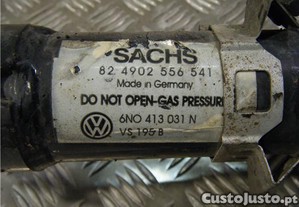 SACHS
82 4902 556 541
Made in Germany
DO NOT OPEN-GAS PRESSURE
6N0 413 031 N
VS 195 B
CustoJusto.pt